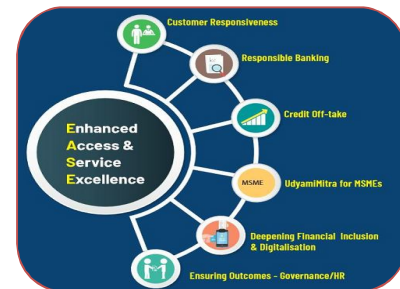 Customer Responsiveness
Responsible Banking
Credit Off-take
Enhanced
Access &
Service
Excellence
MSME
UdyamiMitra for MSMEs
Deepening Financial Inclusion
& Digitalisation
Ensuring Outcomes - Governance/HR